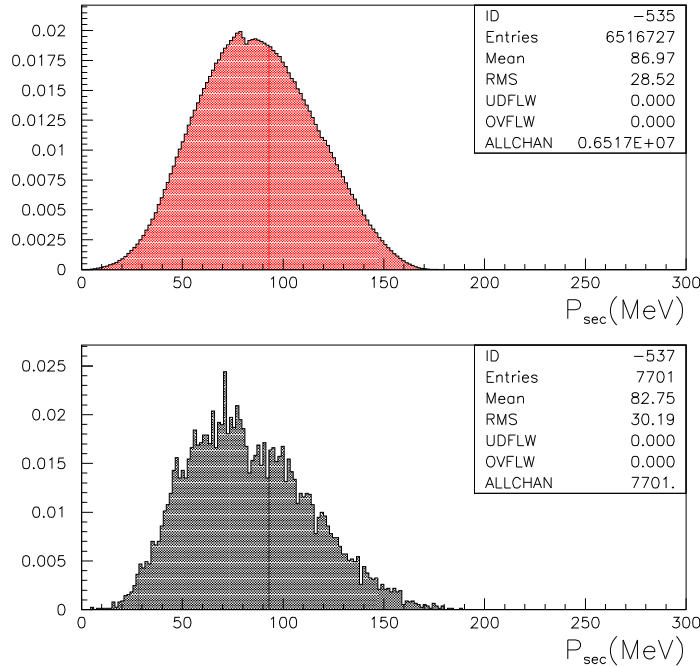 ID -535
Entries 6516727
Mean 86.97
RMS 28.52
UDFLW 0.000
OVFLW 0.000
ALLCHAN 0.6517E+07
0.02
0.0175
0.015
0.0125
0.01
0.0075
0.005
0.0025
0
0 50 100 150 200 250 300
Psec(MeV)
ID -537
Entries 7701
Mean 82.75
RMS 30.19
UDFLW 0.000
OVFLW 0.000
ALLCHAN 7701.
0.025
0.02
0.015
0.01
0.005
0
0 50 100 150 200 250 300
Psec(MeV)